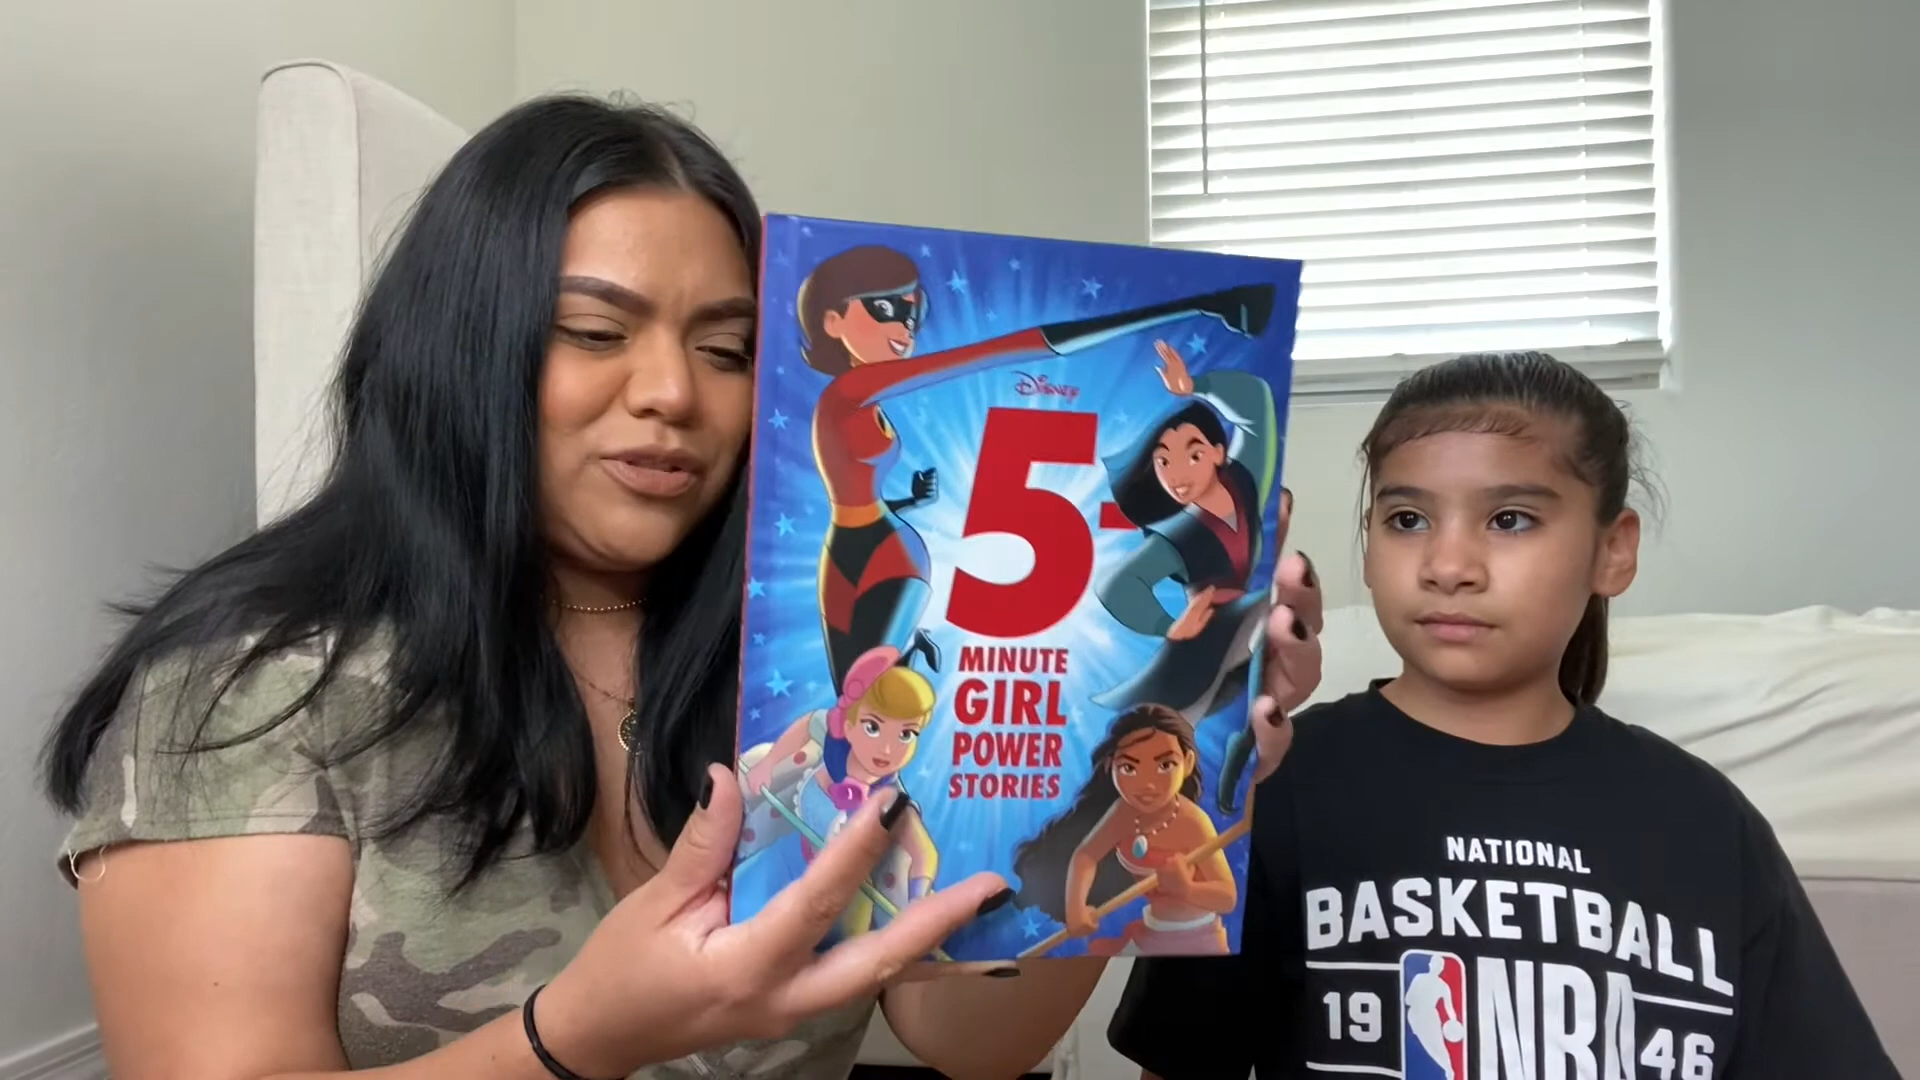 Disney
5-
MINUTE
GIRL
POWER
STORIES
NATIONAL
BASKETBALL
19
NBA
46